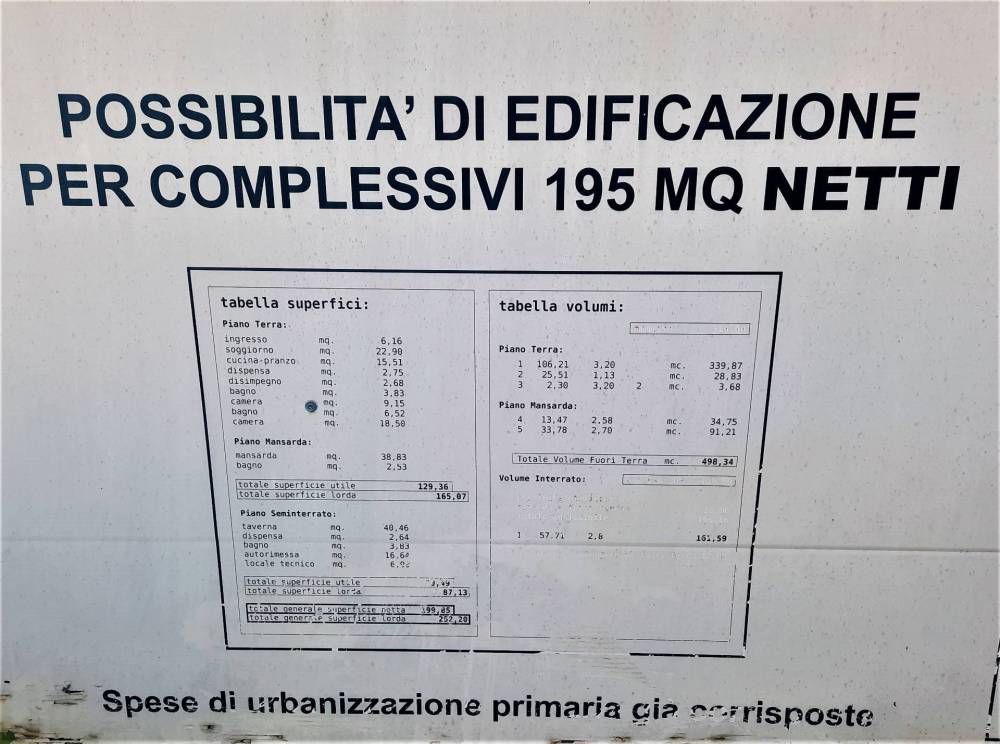 POSSIBILITA' DI EDIFICAZIONE
PER COMPLESSIVI 195 MQ NETTI
tabella superfici:
Piano Terra:
ingresso mq. 6,16
soggiorno mq. 22,90
cucina-pranzo mq. 15,51
dispensa mq. 2,75
disimpegno mq. 2,68
bagno mq. 3,83
camera mq. 9,15
bagno mq. 6,52
camera mq. 18,50
Piano Mansarda:
mansarda mq. 38,83
bagno mq. 2,53
totale superficie utile 129,36
totale superficie lorda 165,07
Piano Seminterrato:
taverna mq. 40,46
dispensa mq. 2,64
bagno mq. 3,83
autorimessa mq. 16,64
locale tecnico mq.
totale superficie utile
totale superficie lorda 87,13
totale generale superficie netta 199,85
totale generale superficie lorda 252,20
tabella volumi:
Piano Terra:
1 106,21 3,20 mc. 339,87
2 25,51 1,13 mc. 28,83
3 2,30 3,20 2 mc. 3,68
Piano Mansarda:
4 13,47 2,58 mc. 34,75
5 33,78 2,70 mc. 91,21
Totale Volume Fuori Terra mc. 498,34
Volume Interrato:
1 57.71 2,8 161,59
Spese di urbanizzazione primaria gia corrisposte